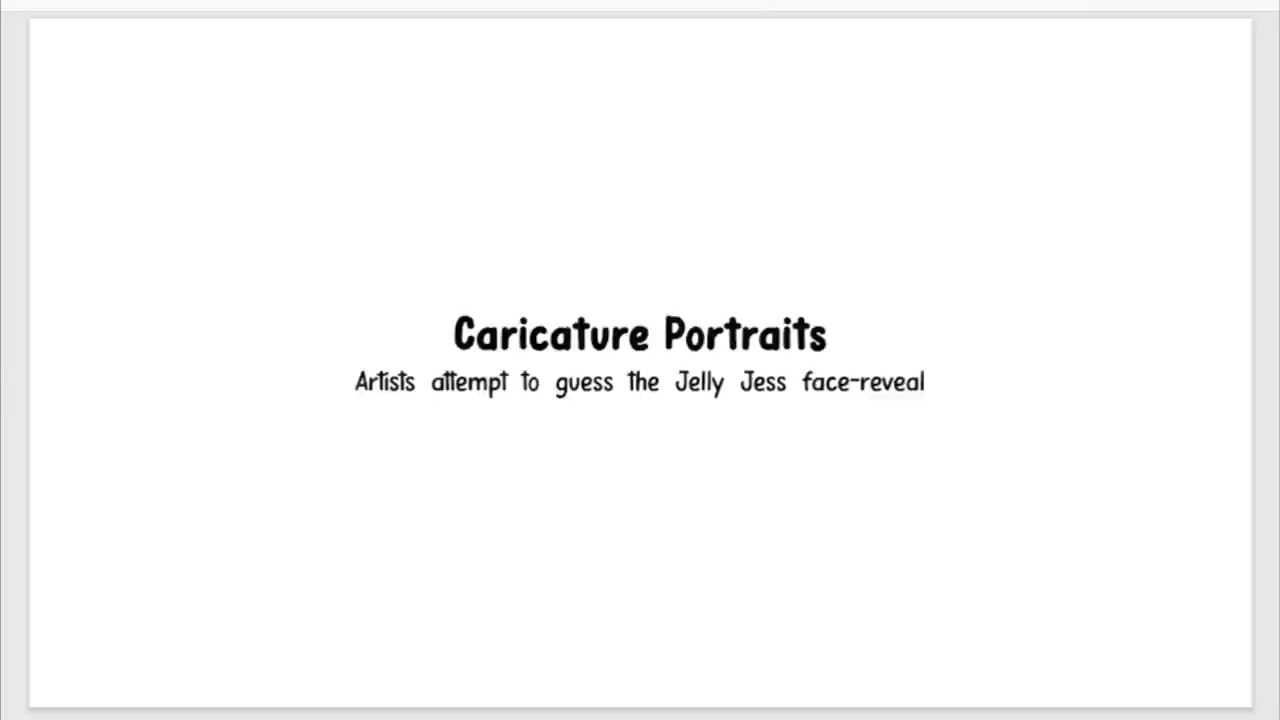 Caricature Portraits
Artists attempt to guess the Jelly Jess face-reveal